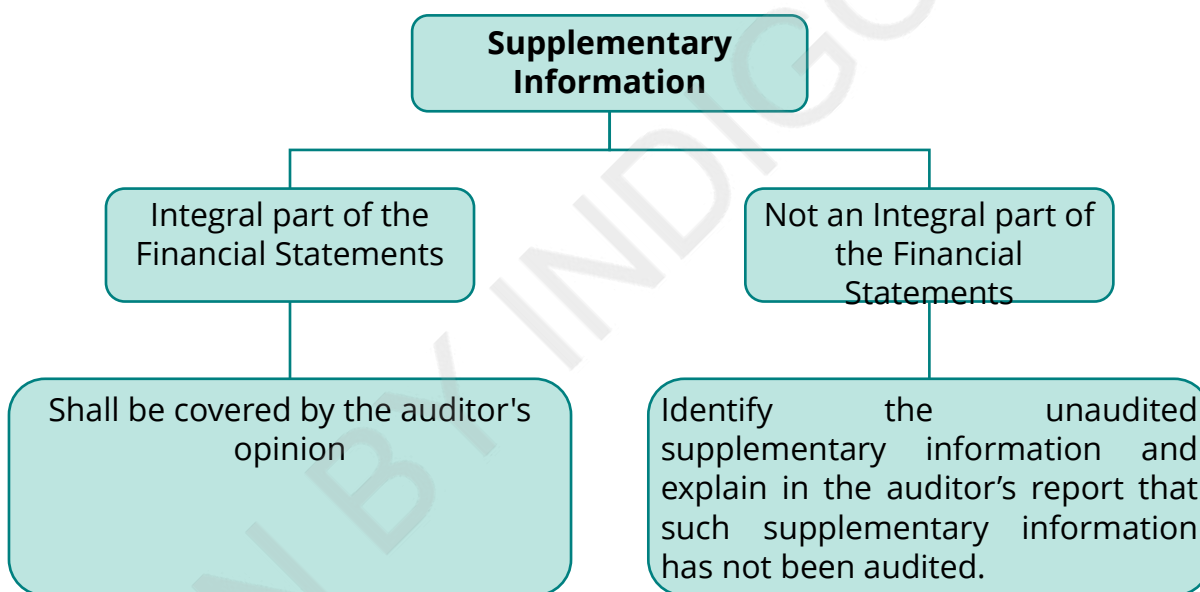 Supplementary
Information
Integral part of the
Financial Statements
Not an Integral part of
the Financial
Statements
Shall be covered by the auditor's
opinion
Identify the unaudited
supplementary information and
explain in the auditor’s report that
such supplementary information
has not been audited.
N BY INDIGO